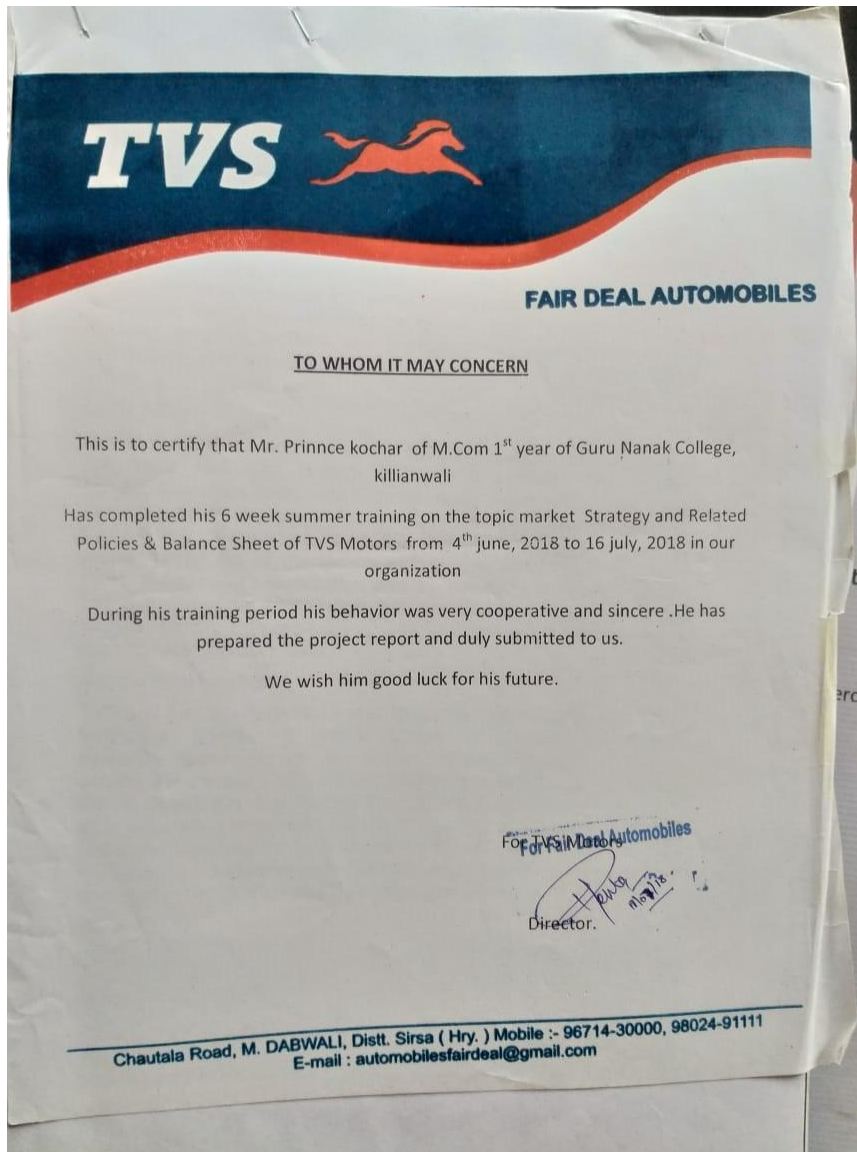 TVS
FAIR DEAL AUTOMOBILES
TO WHOM IT MAY CONCERN
This is to certify that Mr. Prinnce kochar of M.Com 1st year of Guru Nanak College,
killianwali
Has completed his 6 week summer training on the topic market Strategy and Related
Policies & Balance Sheet of TVS Motors from 4th june, 2018 to 16 july, 2018 in our
organization
During his training period his behavior was very cooperative and sincere .He has
prepared the project report and duly submitted to us.
We wish him good luck for his future.
For TVS Motors
For Fair Deal Automobiles
Director.
Chautala Road, M. DABWALI, Distt. Sirsa ( Hry. ) Mobile :- 96714-30000, 98024-91111
E-mail : automobilesfairdeal@gmail.com